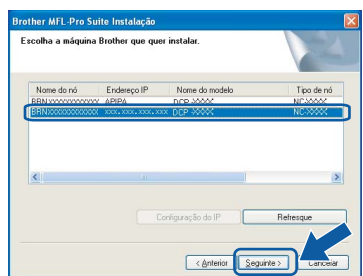 Brother MFL-Pro Suite Instalação
Escolha a máquina Brother que quer instalar.
Nome do nó Endereço IP Nome do modelo Tipo de nó
BRNXXXXXXXXXXXX APIPA DCP-XXXX NC-XXXX
BRNXXXXXXXXXXXX xxx.xxx.xxx.xxx DCP-XXXX NC-XXXX
Configuração do IP Refresque
< Anterior Seguinte > Cancelar